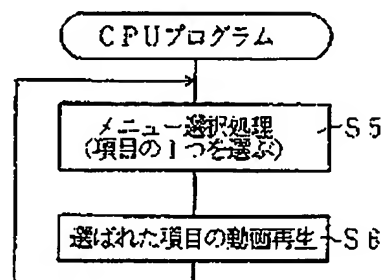 CPUプログラム
メニュー選択処理
(項目の1つを選ぶ)
S5
選ばれた項目の動画再生
S6